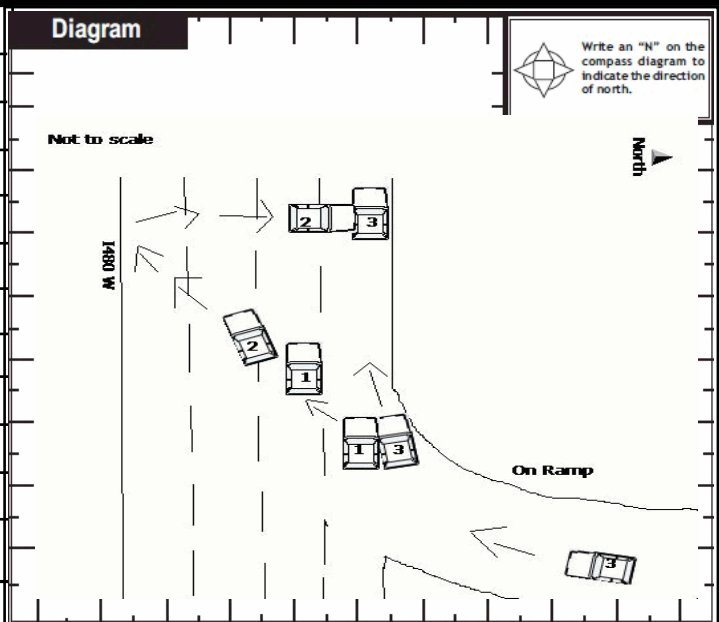 Diagram
Write an “N” on the
compass diagram to
indicate the direction
of north.
Not to scale
North
I480 W
2
3
2
1
1
3
On Ramp
3